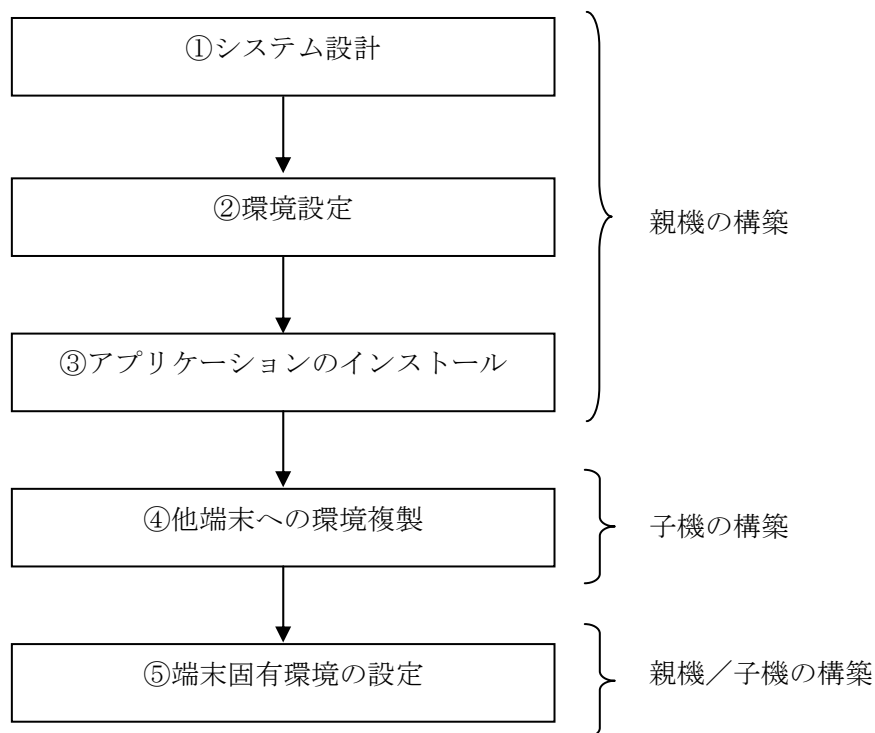 ①システム設計
②環境設定
親機の構築
③アプリケーションのインストール
④他端末への環境複製
子機の構築
⑤端末固有環境の設定
親機／子機の構築